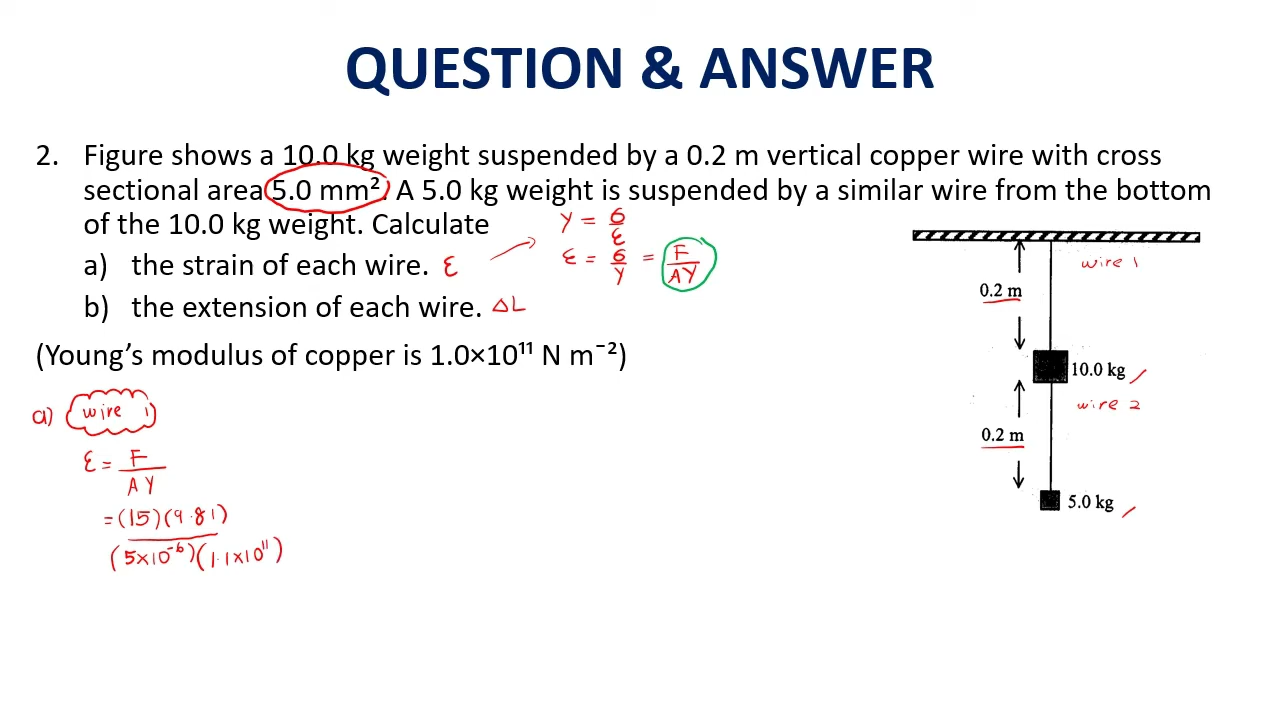 QUESTION & ANSWER
2. Figure shows a 10.0 kg weight suspended by a 0.2 m vertical copper wire with cross
sectional area 5.0 mm². A 5.0 kg weight is suspended by a similar wire from the bottom
of the 10.0 kg weight. Calculate
Y = σ/ε
a) the strain of each wire. ε
ε = σ/Y = F/AY
b) the extension of each wire. ΔL
(Young's modulus of copper is 1.0×10¹¹ N m⁻²)
a) wire 1
ε = F/AY
= (15)(9.81)
(5×10⁻⁶)(1.1×10¹¹)
wire 1
0.2 m
10.0 kg
wire 2
0.2 m
5.0 kg